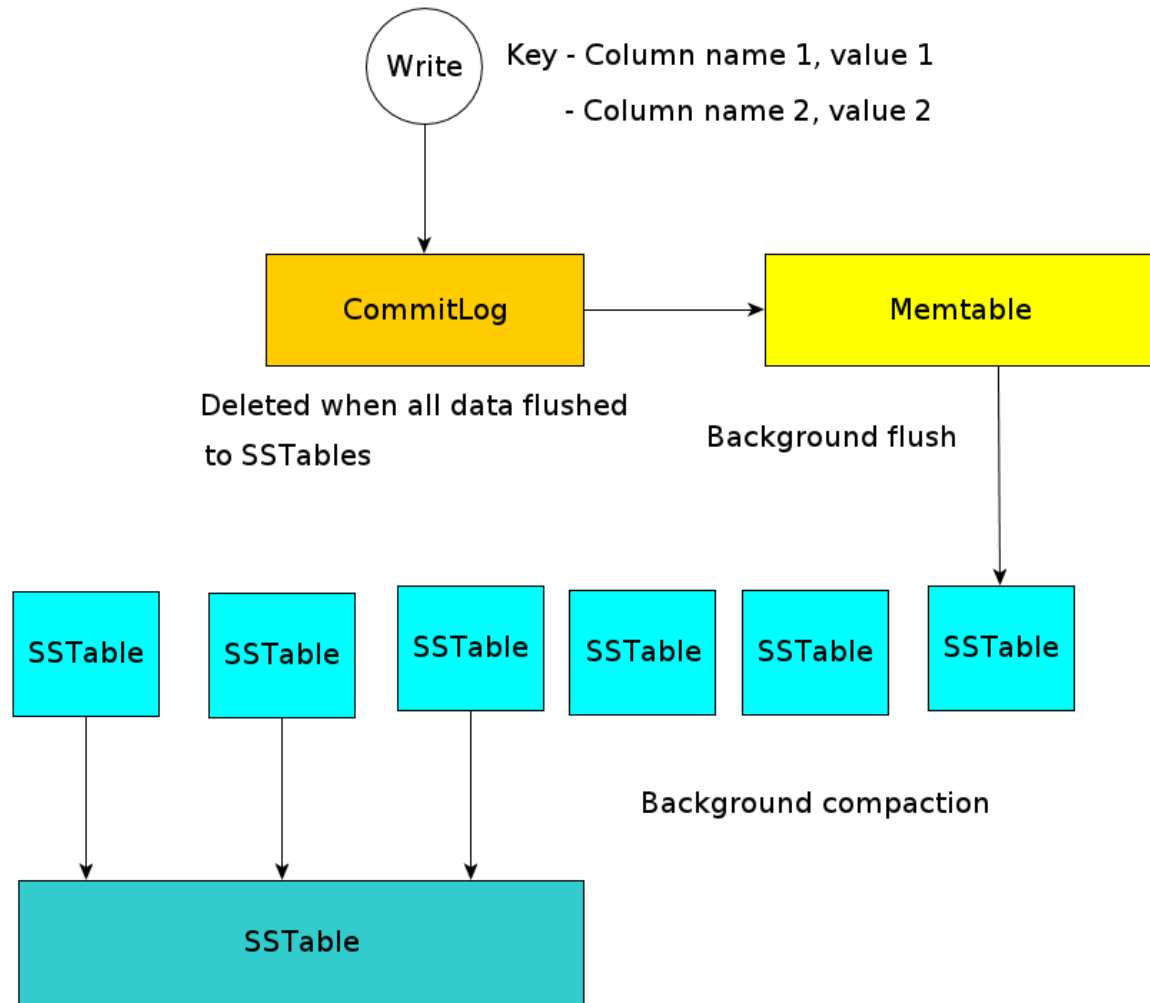 Write
Key - Column name 1, value 1
- Column name 2, value 2
CommitLog
Memtable
Deleted when all data flushed
to SSTables
Background flush
SSTable
SSTable
SSTable
SSTable
SSTable
SSTable
Background compaction
SSTable